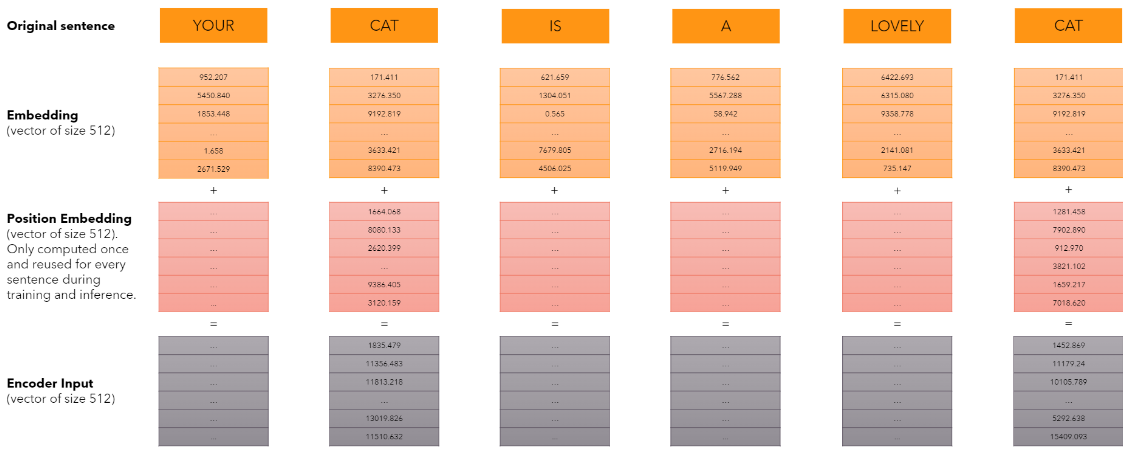 Original sentence YOUR CAT IS A LOVELY CAT
952.207 171.411 621.659 776.562 6422.693 171.411
5450.840 3276.350 1304.051 5567.288 6315.080 3276.350
Embedding 1853.448 9192.819 0.565 58.942 9358.778 9192.819
(vector of size 512) ... ... ... ... ... ...
1.658 3633.421 7679.805 2716.194 2141.081 3633.421
2671.529 8390.473 4506.025 5119.949 735.147 8390.473
+ + + + + +
... 1664.068 ... ... ... 1281.458
Position Embedding ... 8080.133 ... ... ... 7902.890
(vector of size 512). ... 2620.399 ... ... ... 912.970
Only computed once ... ... ... ... ... 3821.102
and reused for every ... 9386.405 ... ... ... 1659.217
sentence during ... 3120.159 ... ... ... 7018.620
training and inference.
= = = = = =
... 1835.479 ... ... ... 1452.869
... 11356.483 ... ... ... 11179.24
Encoder Input ... 11813.218 ... ... ... 10105.789
(vector of size 512) ... ... ... ... ... ...
... 13019.826 ... ... ... 5292.638
... 11510.632 ... ... ... 15409.093